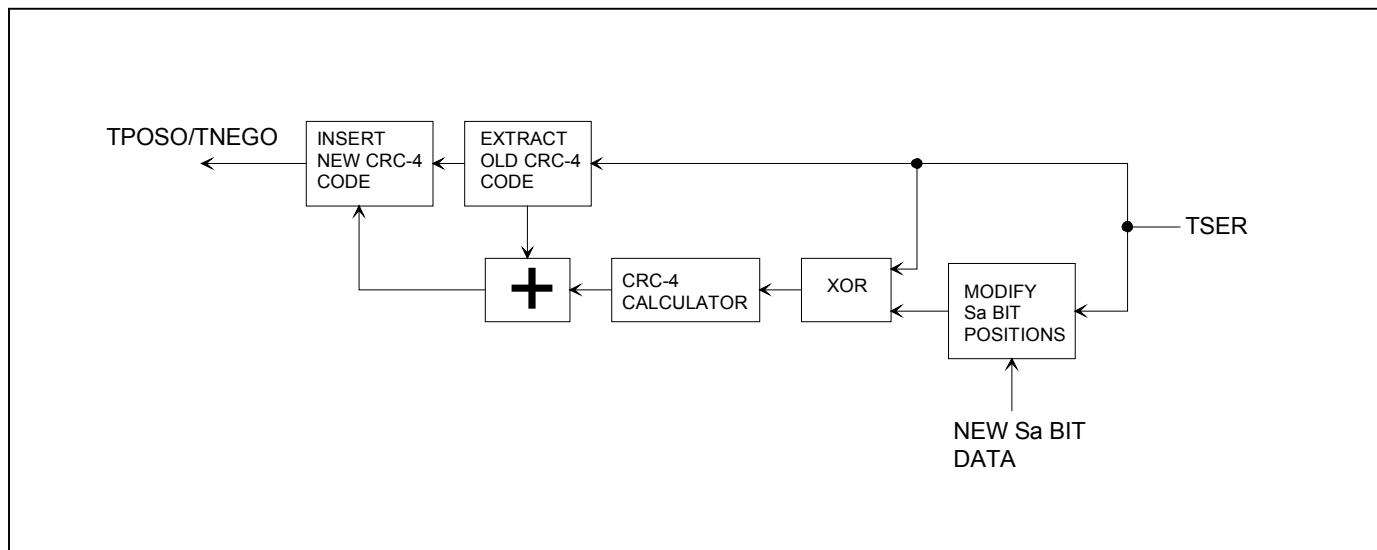 TPOSO/TNEGO
INSERT
NEW CRC-4
CODE
EXTRACT
OLD CRC-4
CODE
TSER
+
CRC-4
CALCULATOR
XOR
MODIFY
Sa BIT
POSITIONS
NEW Sa BIT
DATA